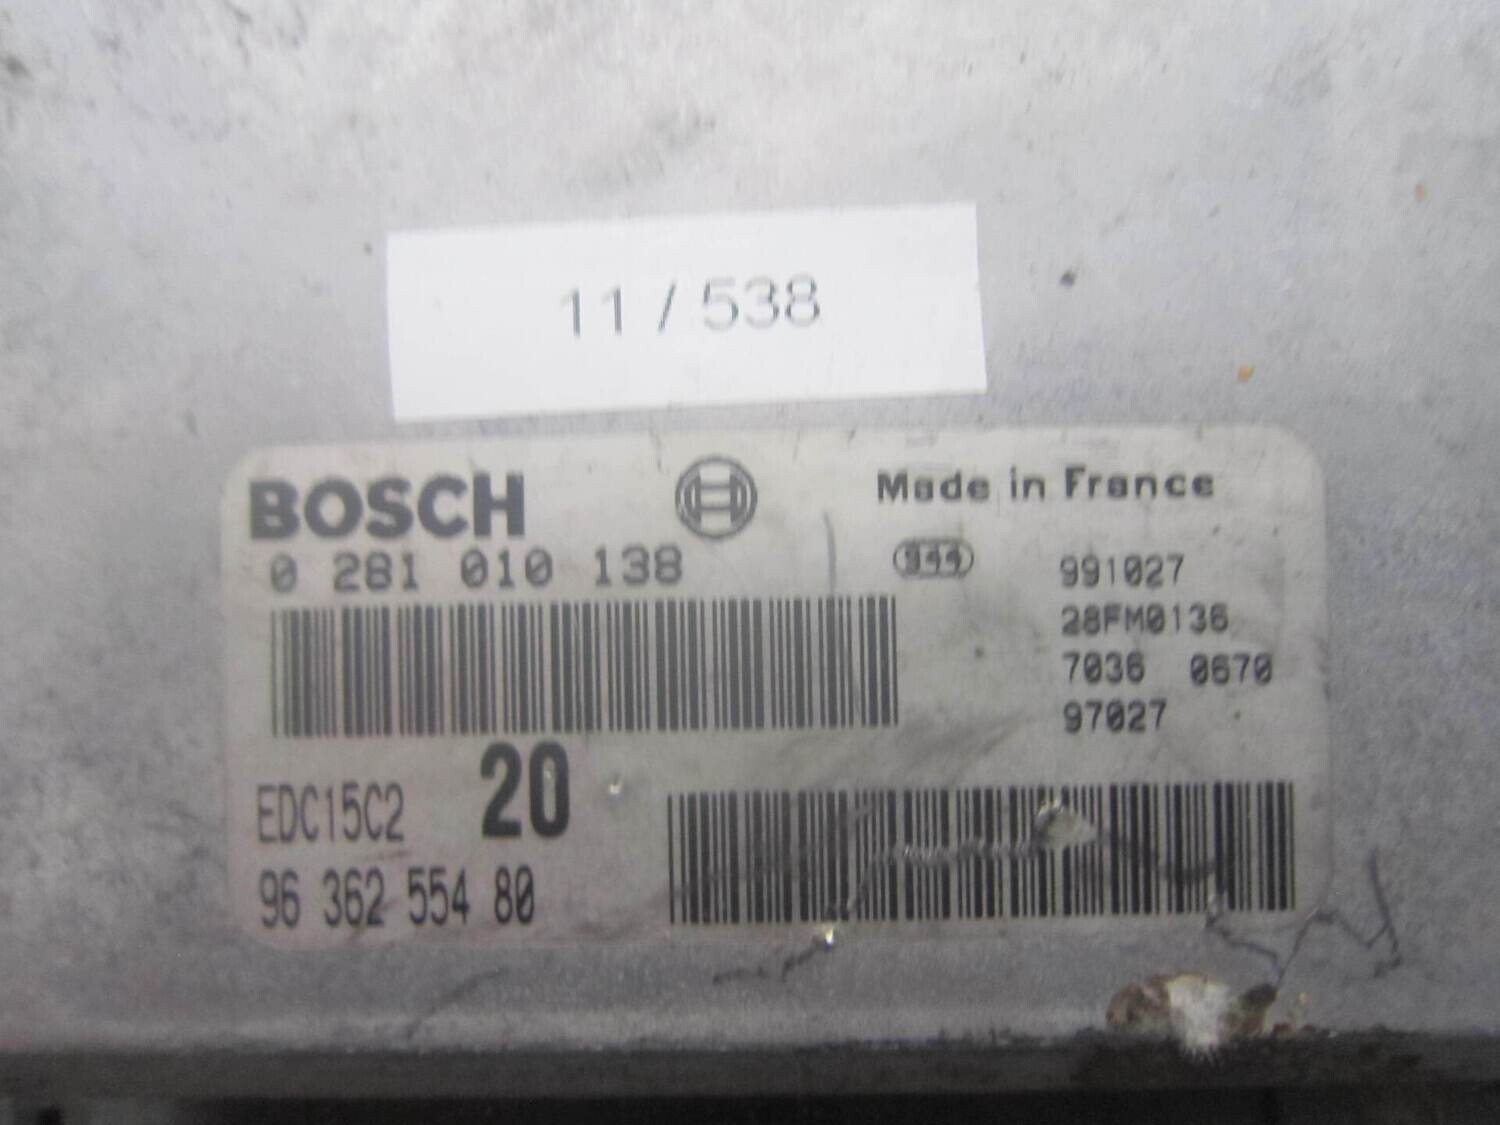 11 / 538
BOSCH
Made in France
0 281 010 138
944
991027
28FM0136
7036 0670
97027
EDC15C2 20
96 362 554 80